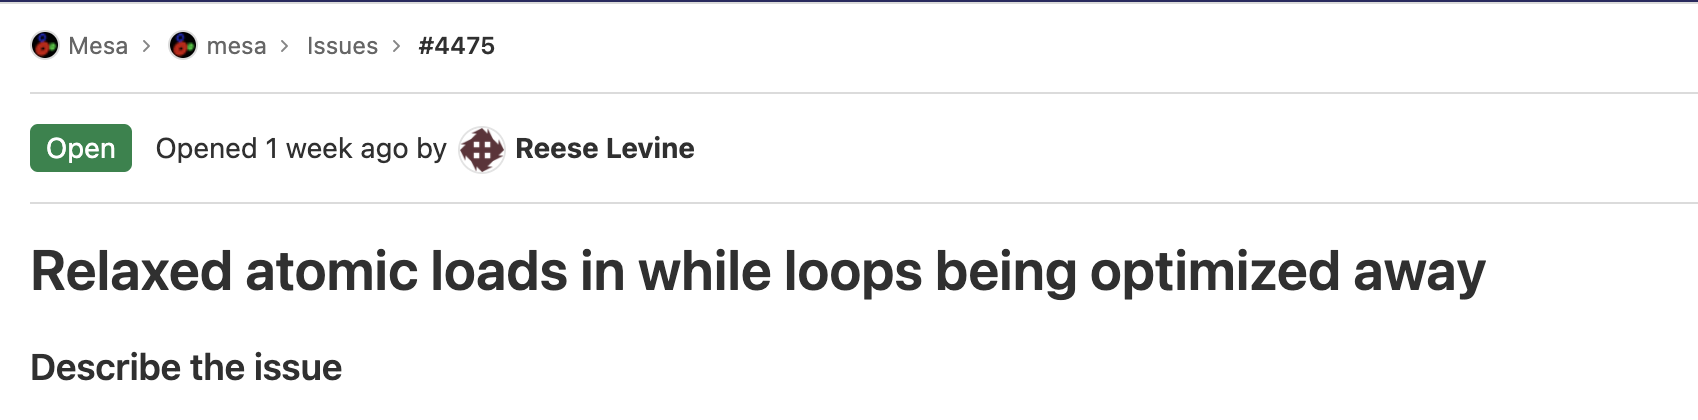 Mesa > mesa > Issues > #4475
Open Opened 1 week ago by Reese Levine
Relaxed atomic loads in while loops being optimized away
Describe the issue